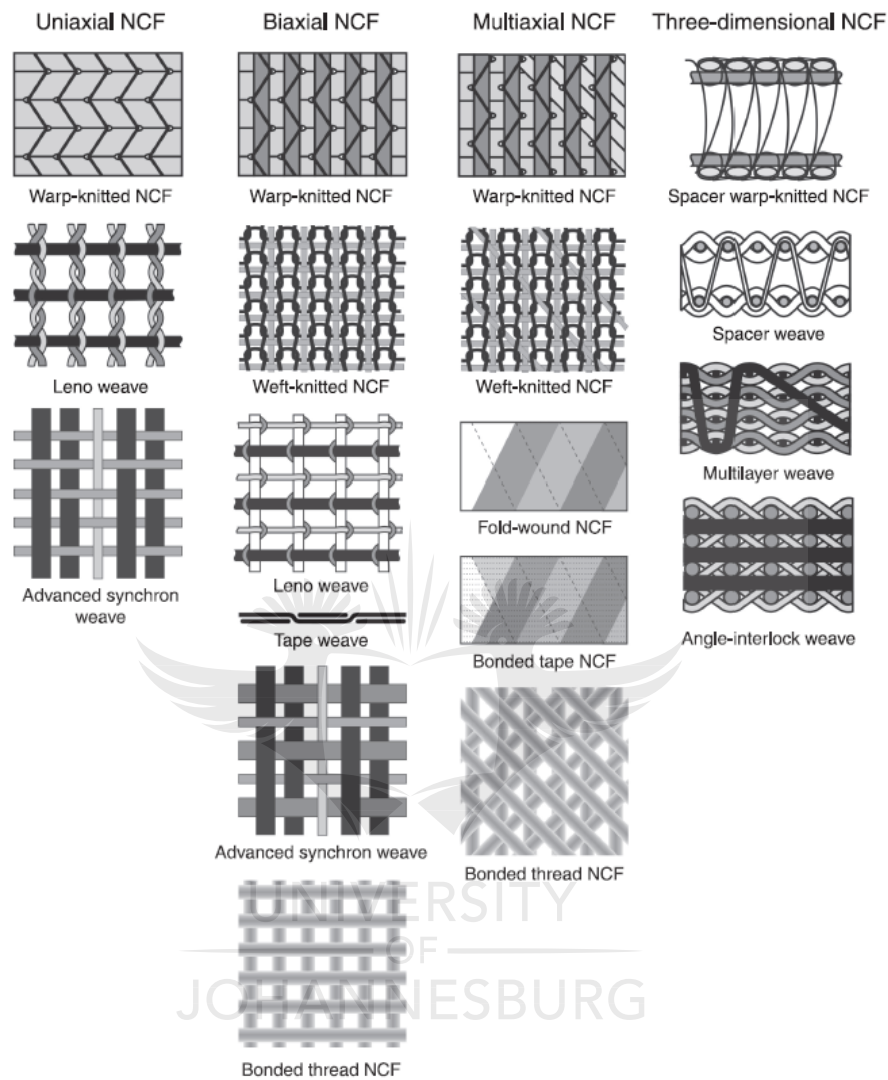 Uniaxial NCF
Biaxial NCF
Multiaxial NCF
Three-dimensional NCF
Warp-knitted NCF
Warp-knitted NCF
Warp-knitted NCF
Spacer warp-knitted NCF
Leno weave
Weft-knitted NCF
Weft-knitted NCF
Spacer weave
Multilayer weave
Fold-wound NCF
Advanced synchron
weave
Leno weave
Tape weave
Bonded tape NCF
Angle-interlock weave
Advanced synchron weave
Bonded thread NCF
UNIVERSITY
OF
JOHANNESBURG
Bonded thread NCF